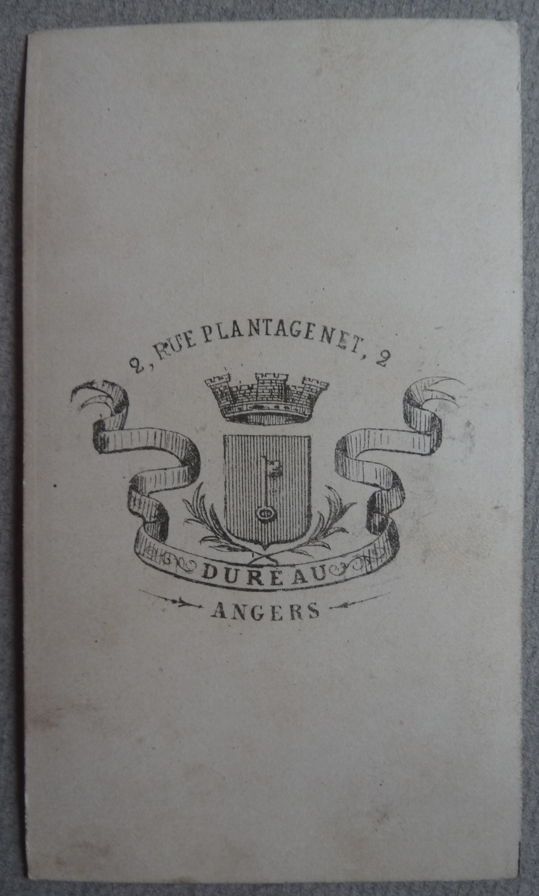 2, RUE PLANTAGENET, 2
DUREAU
ANGERS